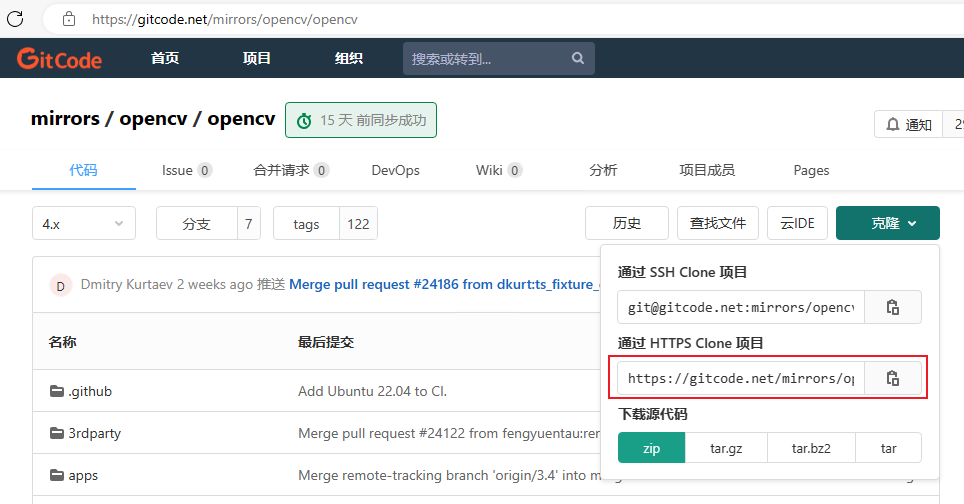 https://gitcode.net/mirrors/opencv/opencv
GitCode 首页 项目 组织 搜索或转到...
mirrors / opencv / opencv 15 天 前同步成功 通知 29
代码 Issue 0 合并请求 0 DevOps Wiki 0 分析 项目成员 Pages
4.x 分支 7 tags 122 历史 查找文件 云IDE 克隆
D Dmitry Kurtaev 2 weeks ago 推送 Merge pull request #24186 from dkurt:ts_fixture_
名称 最后提交
.github Add Ubuntu 22.04 to CI.
3rdparty Merge pull request #24122 from fengyuentau:
apps Merge remote-tracking branch 'origin/3.4' into
通过 SSH Clone 项目
git@gitcode.net:mirrors/opencv
通过 HTTPS Clone 项目
https://gitcode.net/mirrors/op
下载源代码
zip tar.gz tar.bz2 tar